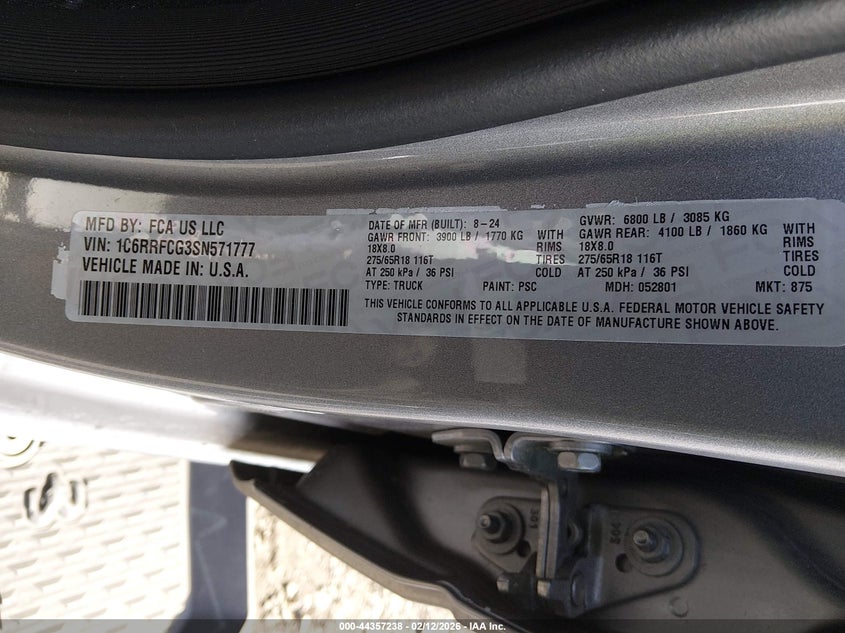 MFD BY: FCA US LLC
VIN: 1C6RRFCG3SN571777
VEHICLE MADE IN: U.S.A.
DATE OF MFR (BUILT): 8-24
GAWR FRONT: 3900 LB / 1770 KG WITH
18X8.0 RIMS
275/65R18 116T TIRES
AT 250 kPa / 36 PSI COLD
TYPE: TRUCK PAINT: PSC
GVWR: 6800 LB / 3085 KG
GAWR REAR: 4100 LB / 1860 KG WITH
18X8.0 RIMS
275/65R18 116T TIRES
AT 250 kPa / 36 PSI COLD
MDH: 052801 MKT: 875
THIS VEHICLE CONFORMS TO ALL APPLICABLE U.S.A. FEDERAL MOTOR VEHICLE SAFETY
STANDARDS IN EFFECT ON THE DATE OF MANUFACTURE SHOWN ABOVE.
301
302
000-44357238 - 02/12/2026 - IAA Inc.